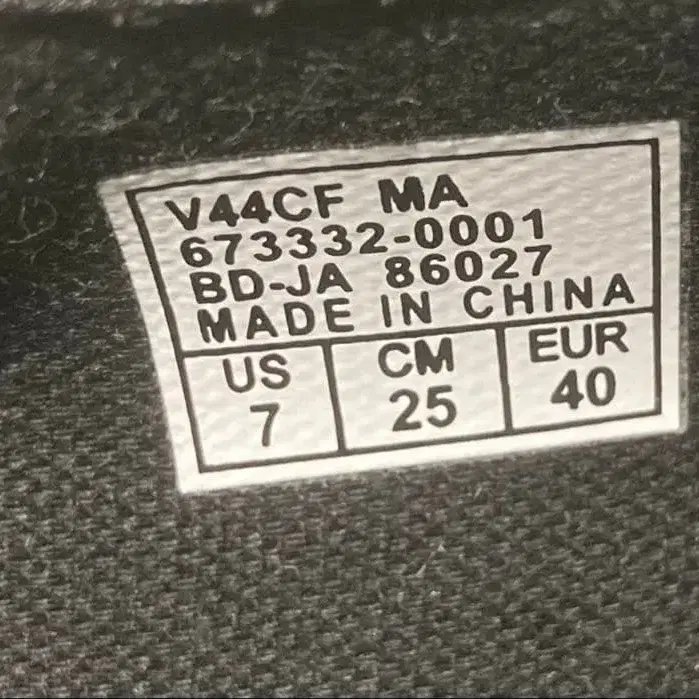 V44CF MA
673332-0001
BD-JA 86027
MADE IN CHINA
US CM EUR
7 25 40